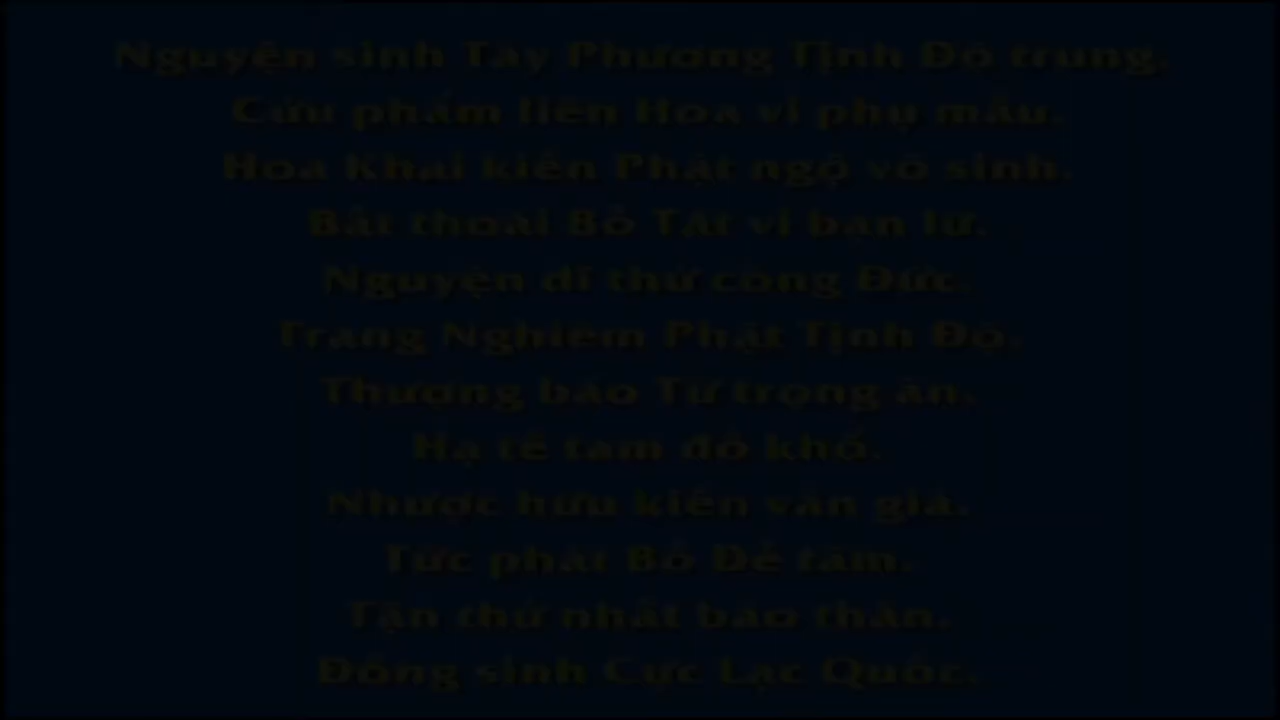 Nguyện sinh Tây Phương Tịnh Độ trung.
Cửu phẩm liên Hoa vi phụ mẫu.
Hoa Khai kiến Phật ngộ vô sinh.
Bất thoái Bồ Tát vi bạn lữ.
Nguyện dĩ thử công Đức.
Trang Nghiêm Phật Tịnh Độ.
Thượng báo Tứ trọng ân.
Hạ tế tam đồ khổ.
Nhược hữu kiến văn giả.
Tức phát Bồ Đề tâm.
Tận thử nhất báo thân.
Đồng sinh Cực Lạc Quốc.